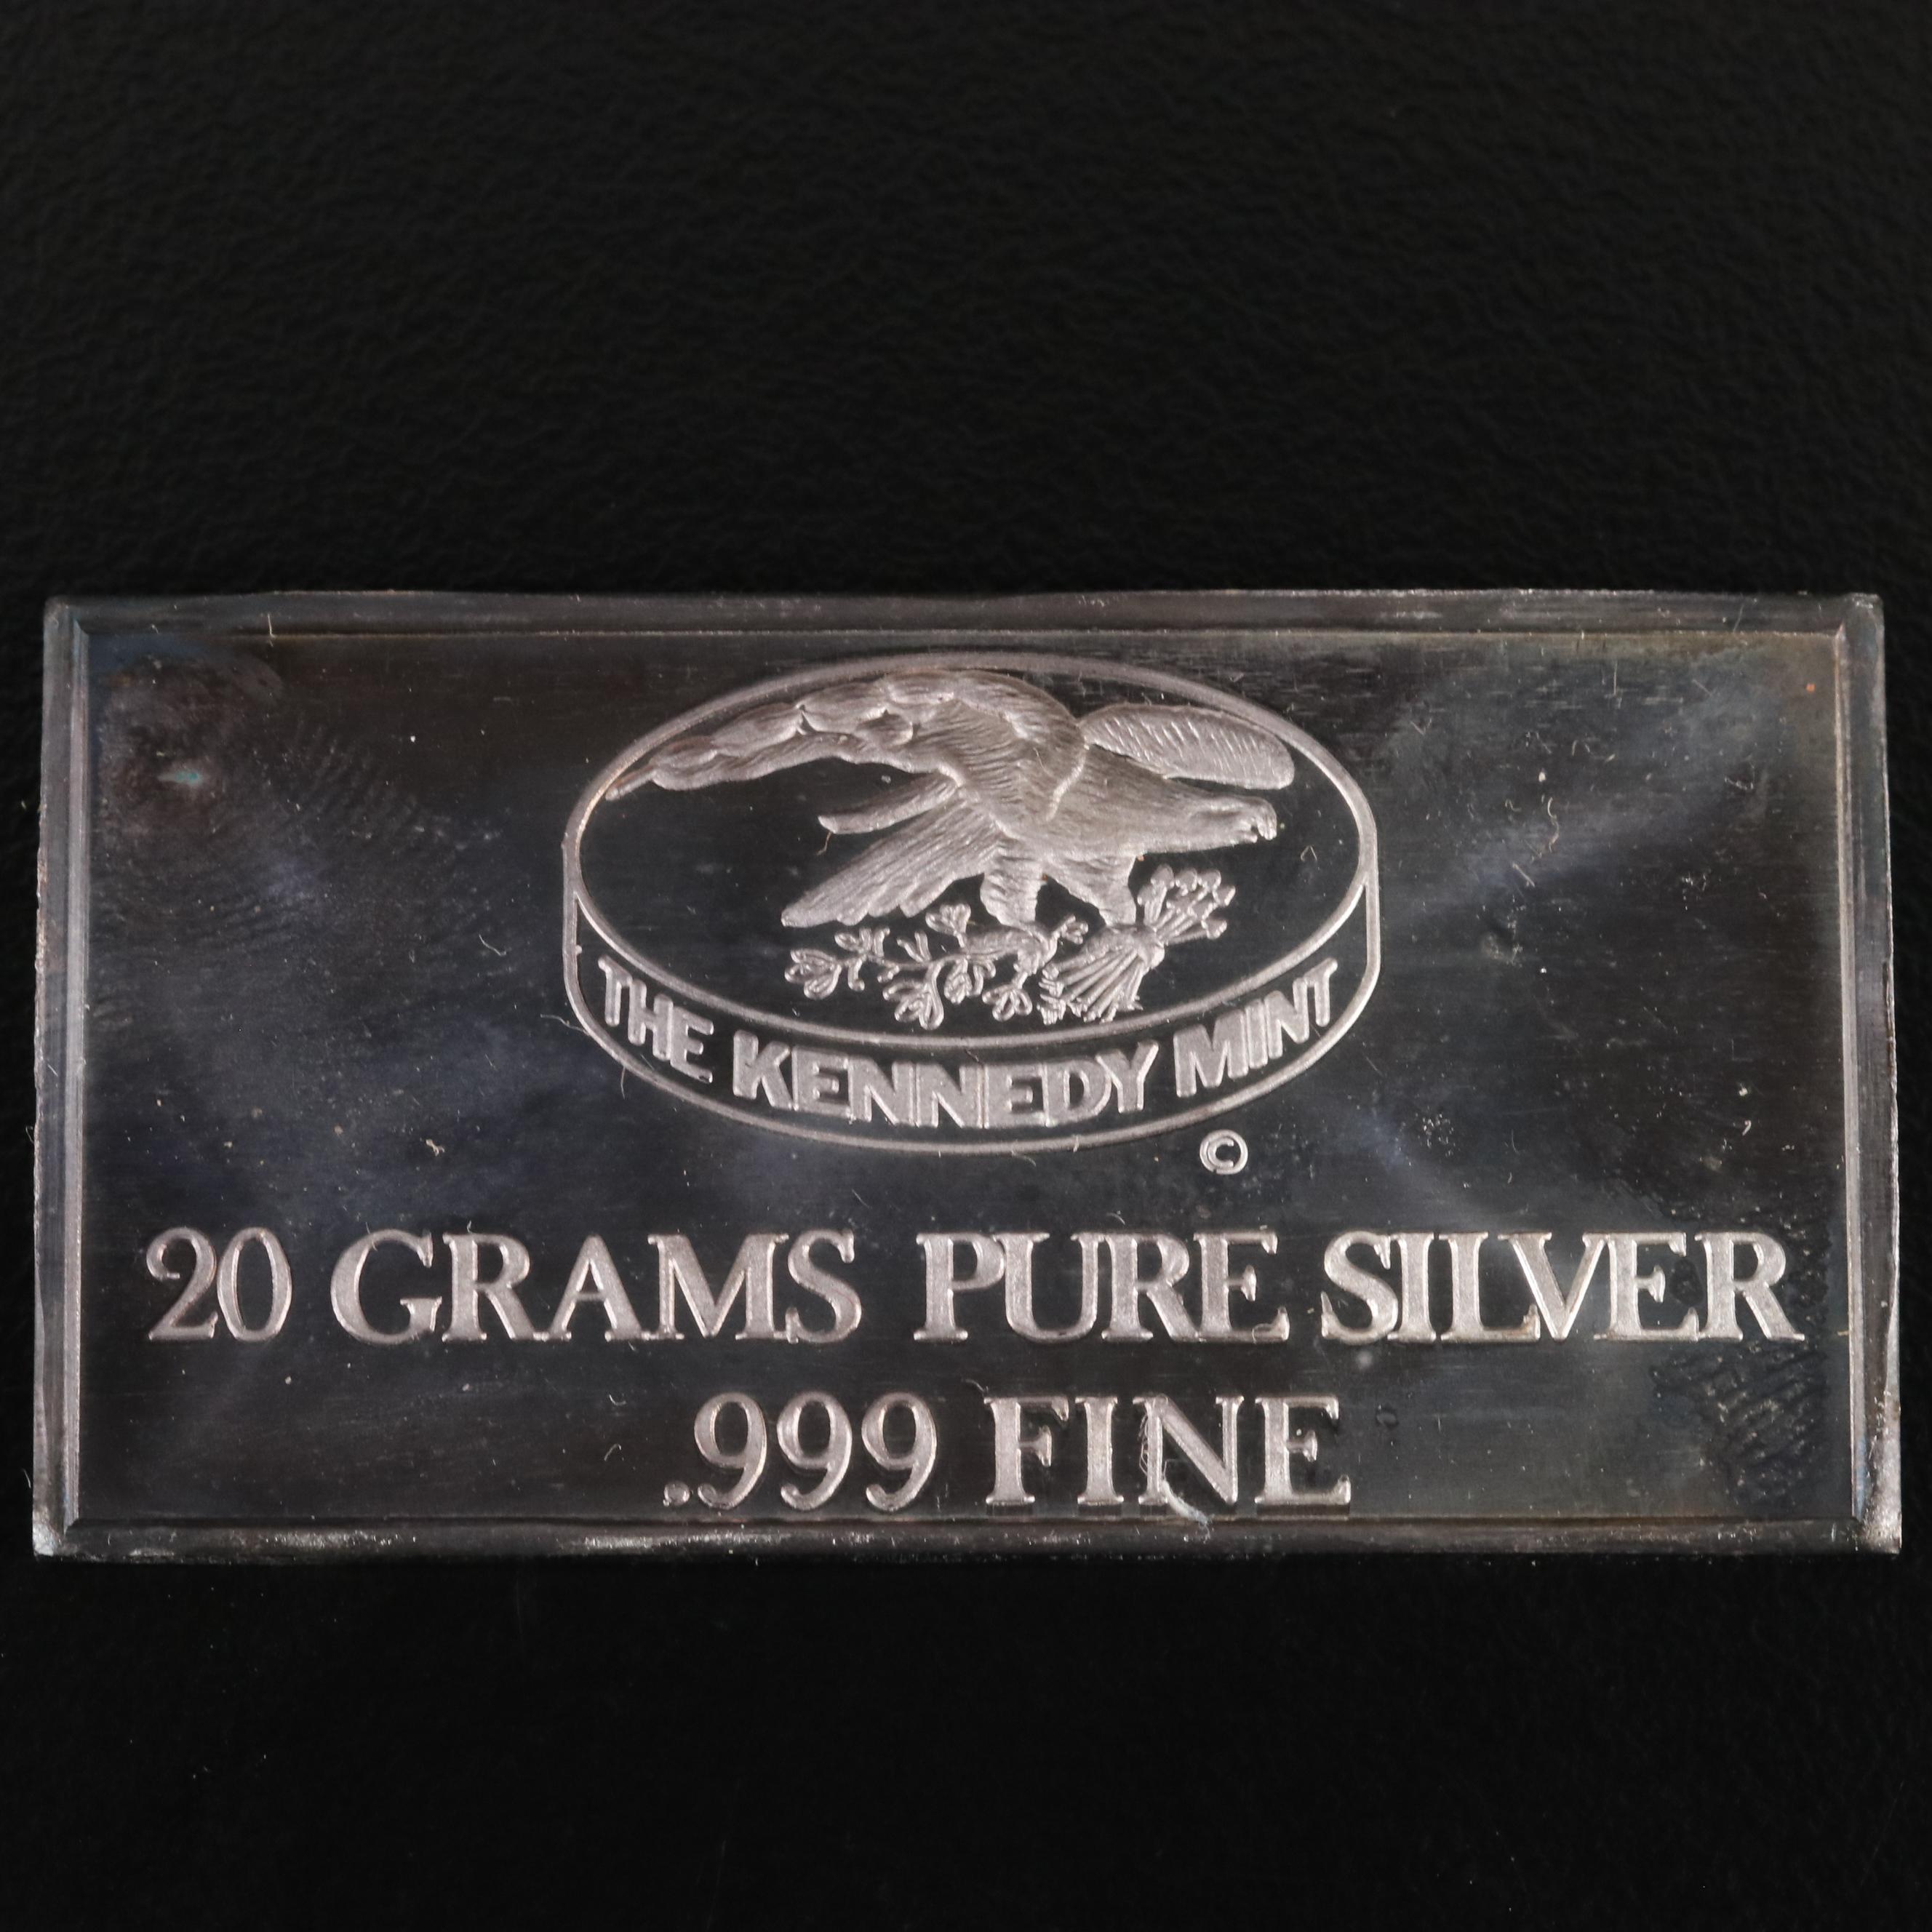 THE KENNEDY MINT
©
20 GRAMS PURE SILVER
.999 FINE